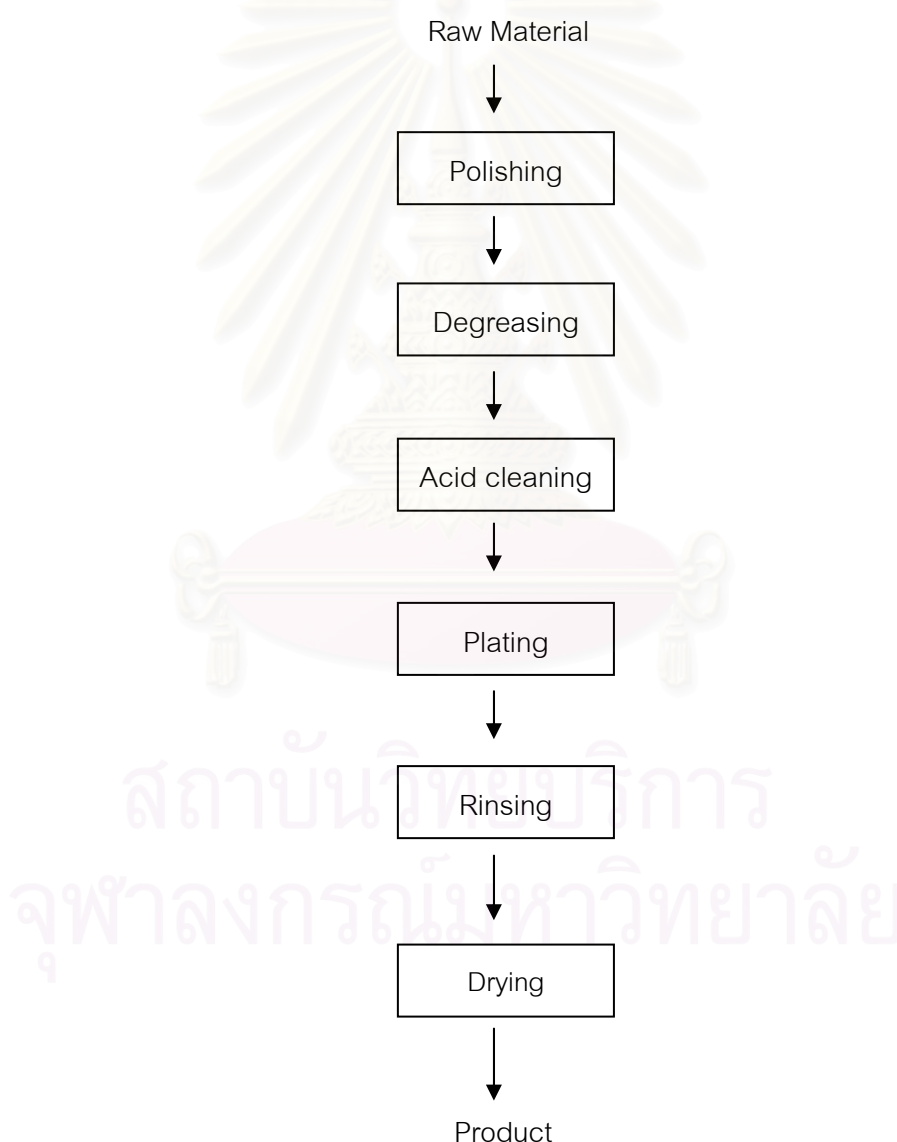 Raw Material
Polishing
Degreasing
Acid cleaning
Plating
Rinsing
สถาบันวิทยบริการ
จุฬาลงกรณ์มหาวิทยาลัย
Drying
Product